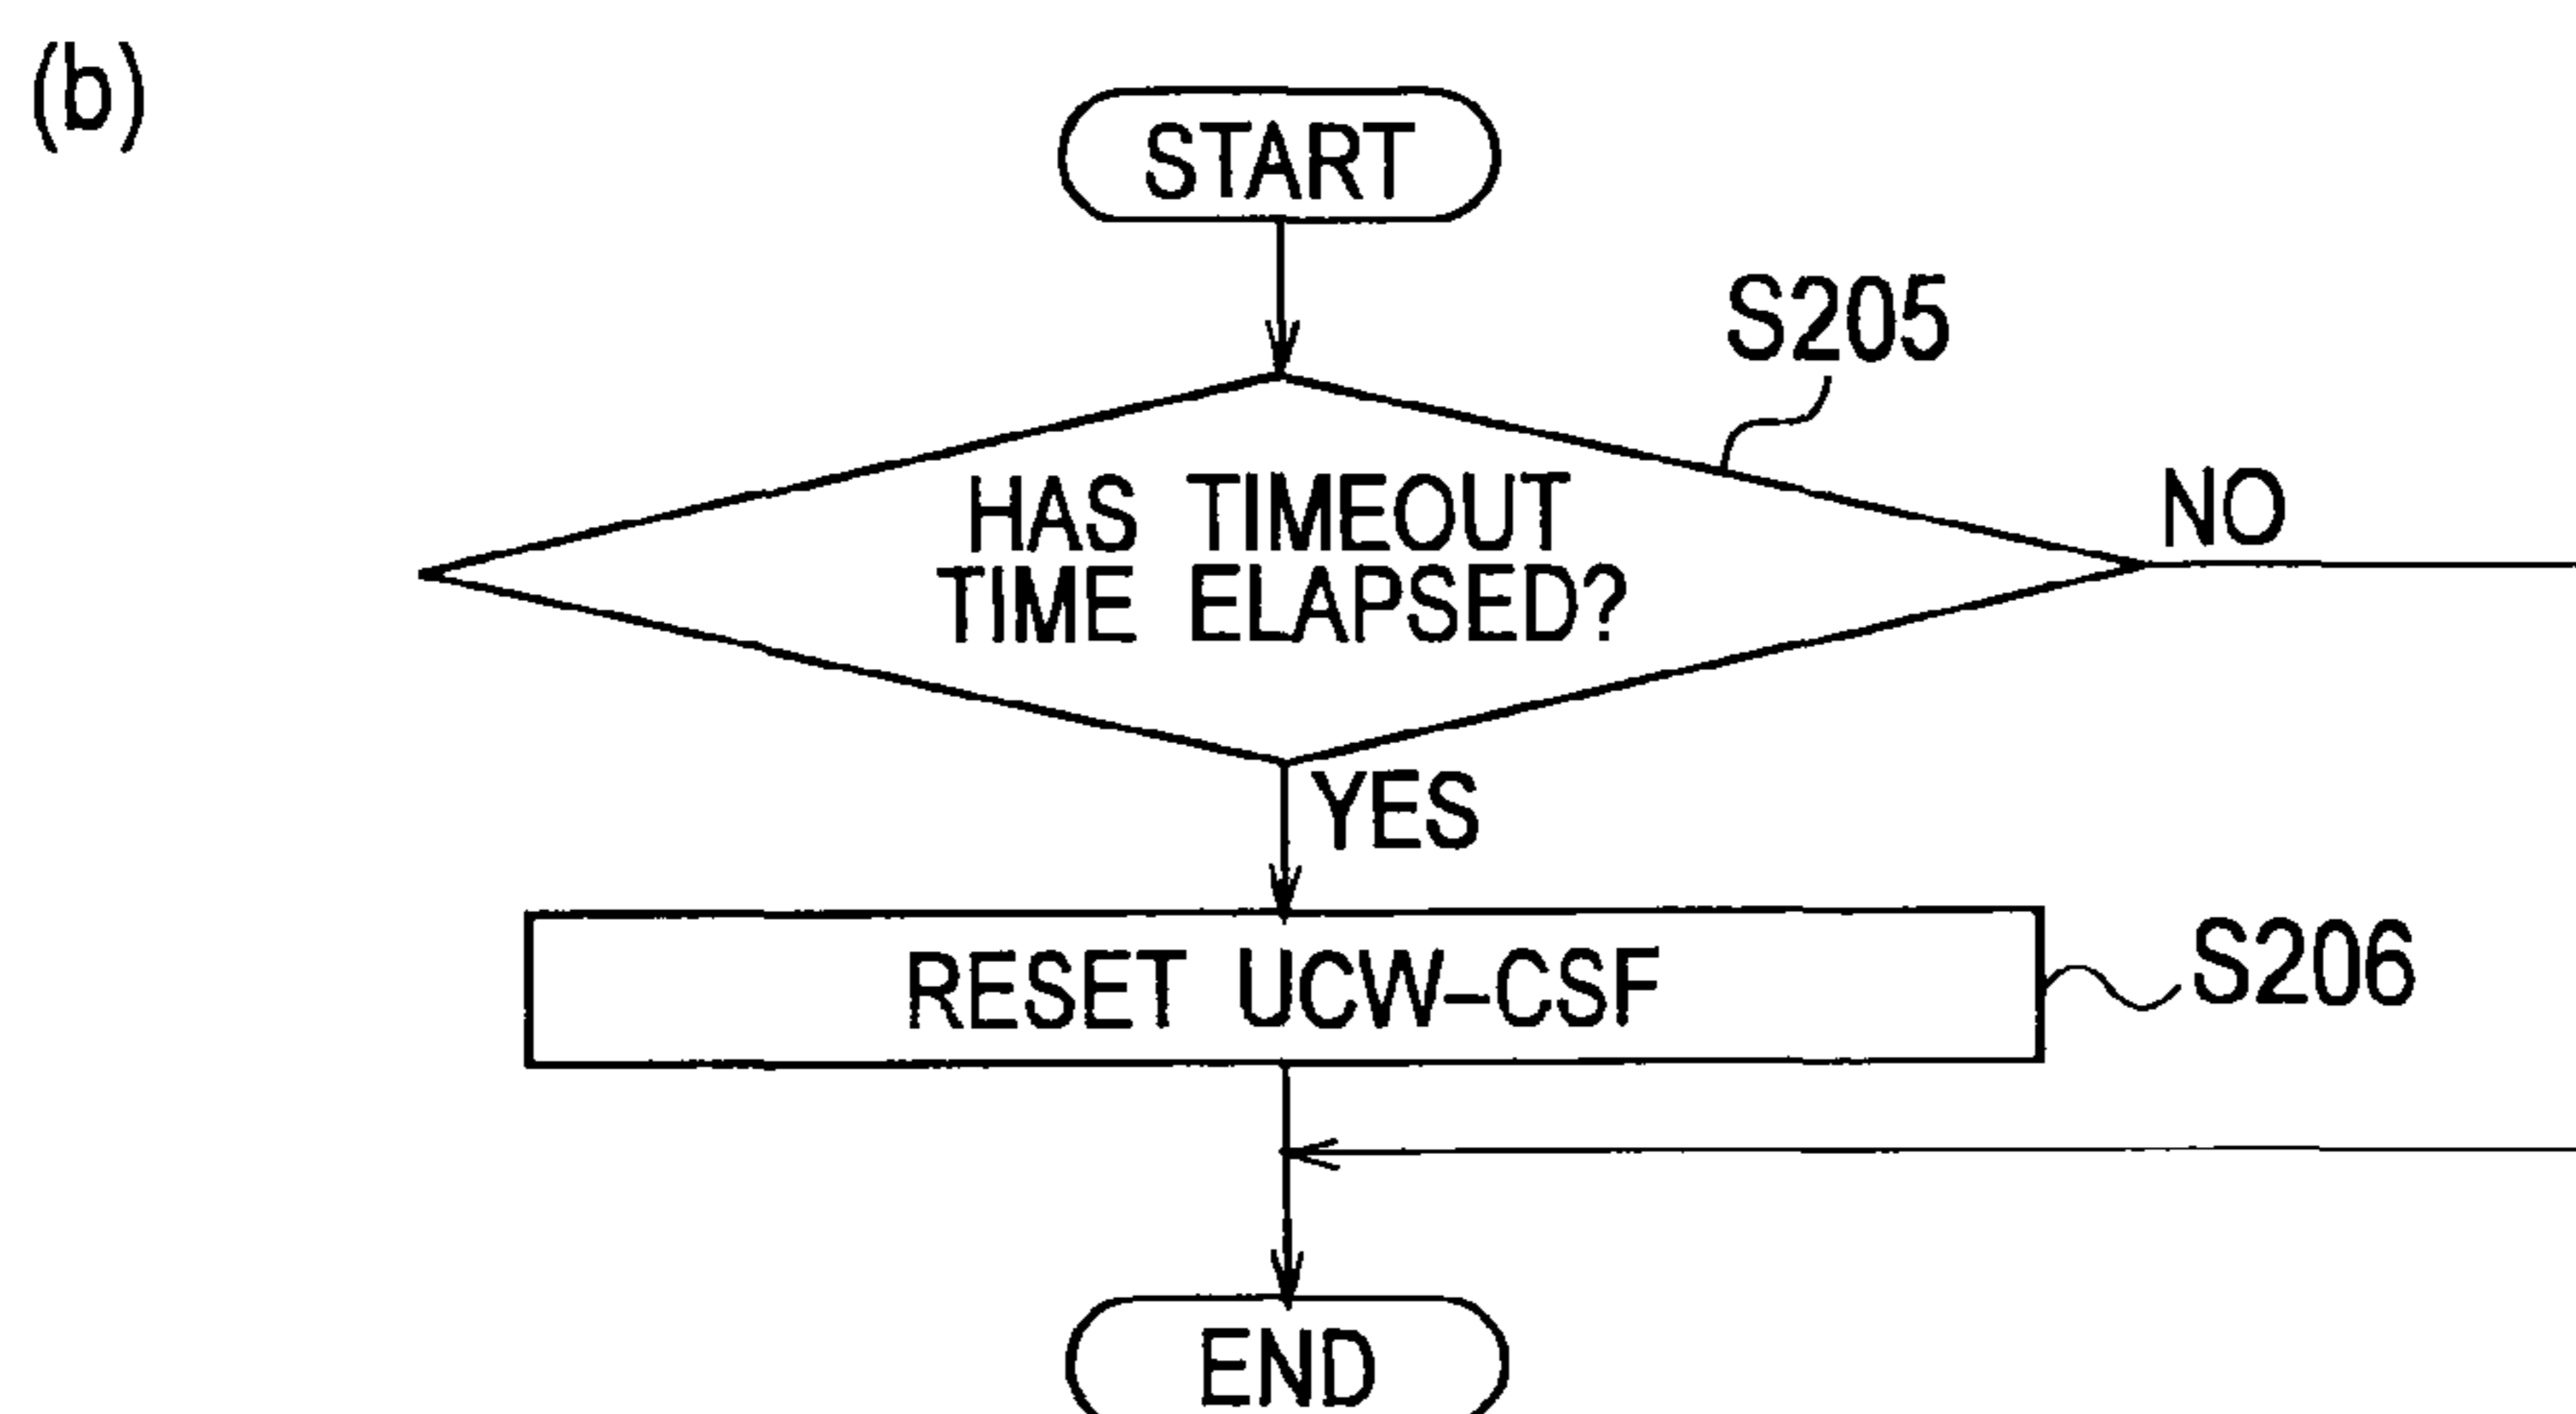 (b)
START
S205
HAS TIMEOUT
TIME ELAPSED?
NO
YES
RESET UCW-CSF
S206
END